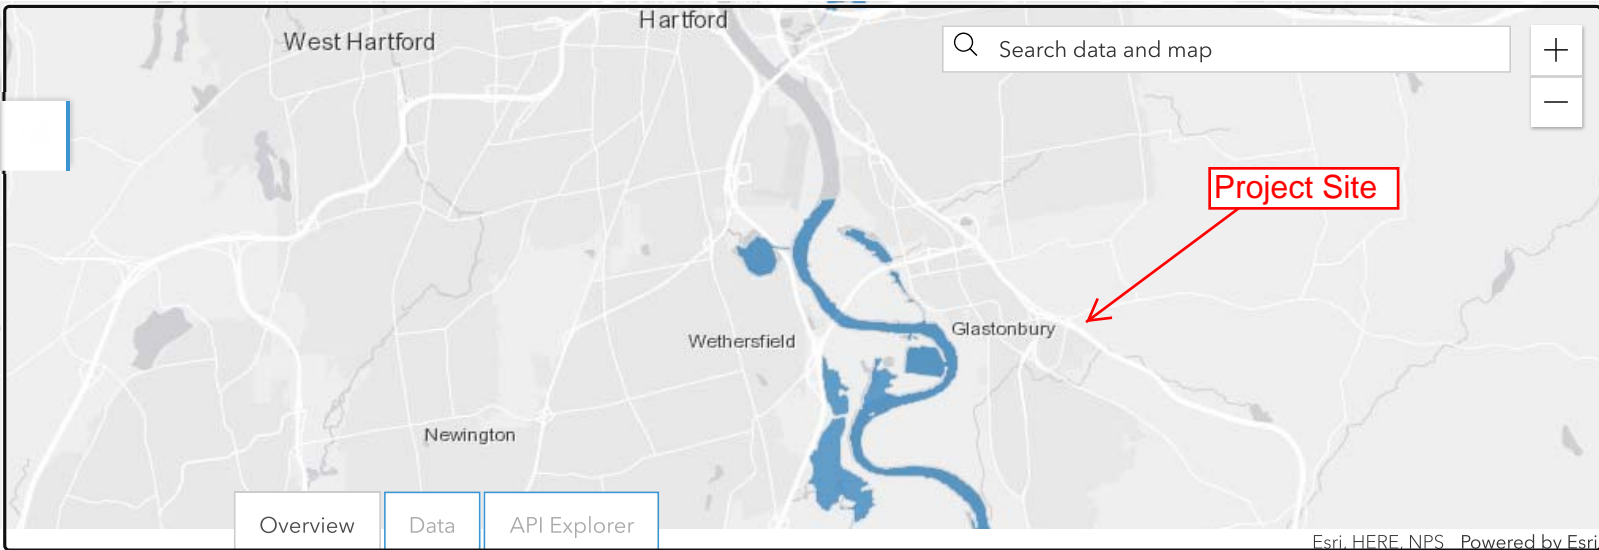 Hartford
West Hartford
Search data and map
Project Site
Glastonbury
Wethersfield
Newington
Overview
Data
API Explorer
Esri, HERE, NPS Powered by Esri